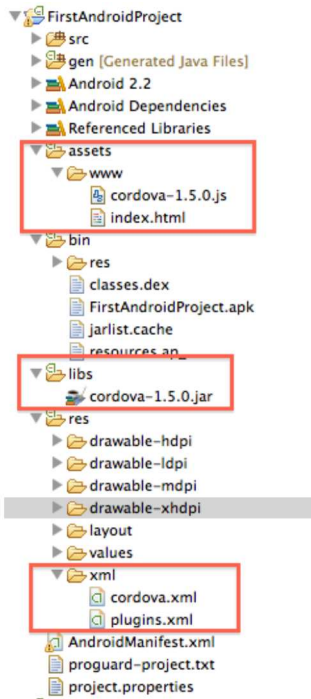 FirstAndroidProject
src
gen [Generated Java Files]
Android 2.2
Android Dependencies
Referenced Libraries
assets
www
cordova-1.5.0.js
index.html
bin
res
classes.dex
FirstAndroidProject.apk
jarlist.cache
resources.ap_
libs
cordova-1.5.0.jar
res
drawable-hdpi
drawable-ldpi
drawable-mdpi
drawable-xhdpi
layout
values
xml
cordova.xml
plugins.xml
AndroidManifest.xml
proguard-project.txt
project.properties